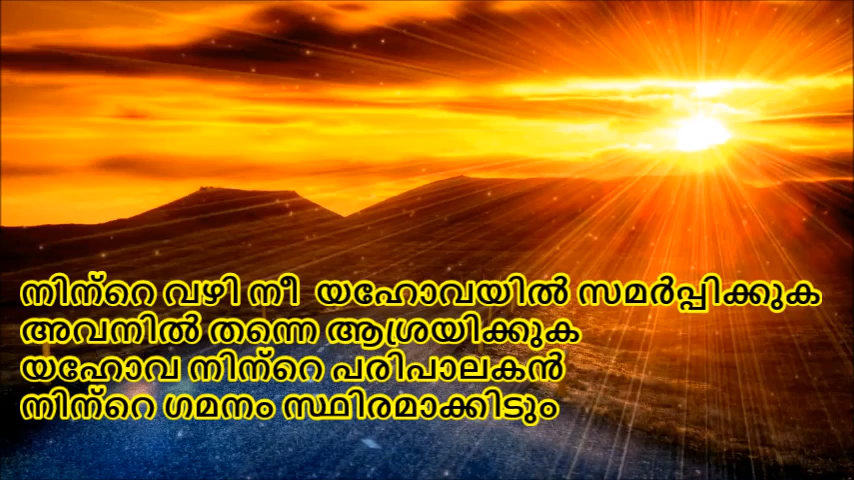 നിന്റെ വഴി നീ യഹോവയിൽ സമർപ്പിക്കുക
അവനിൽ തന്നെ ആശ്രയിക്കുക
യഹോവ നിന്റെ പരിപാലകൻ
നിന്റെ ഗമനം സ്ഥിരമാക്കിടും